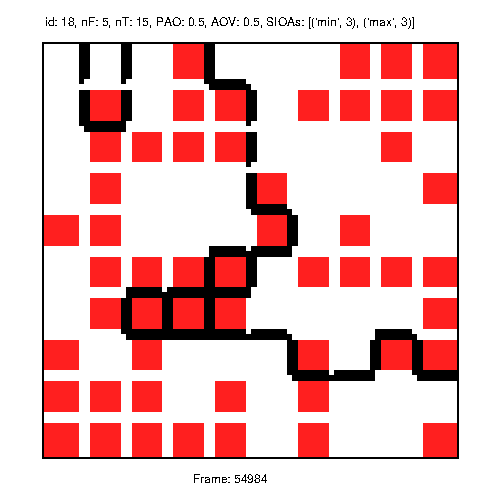 id: 18, nF: 5, nT: 15, PAO: 0.5, AOV: 0.5, SIOAs: [('min', 3), ('max', 3)]
Frame: 54984